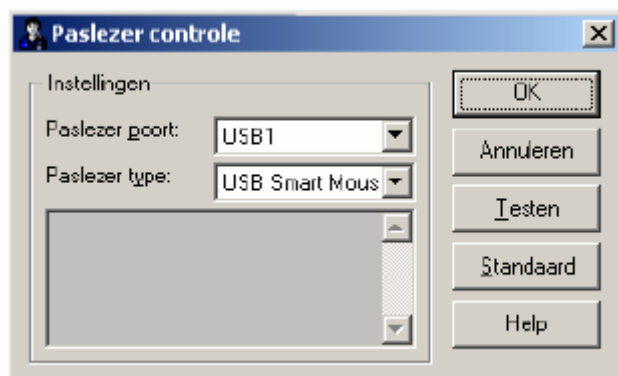 Paslezer controle
Instellingen
Paslezer poort:
USB1
Paslezer type:
USB Smart Mous
OK
Annuleren
Testen
Standaard
Help